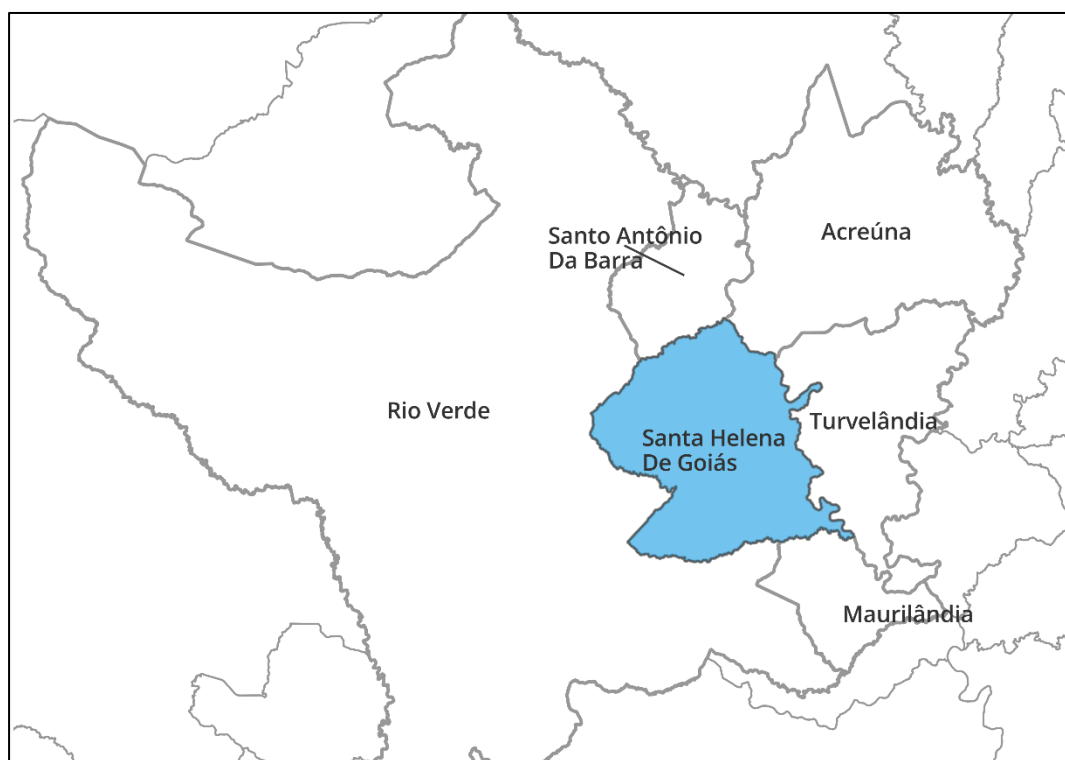 Santo Antônio
Da Barra
Acreúna
Rio Verde
Turvelândia
Santa Helena
De Goiás
Maurilândia